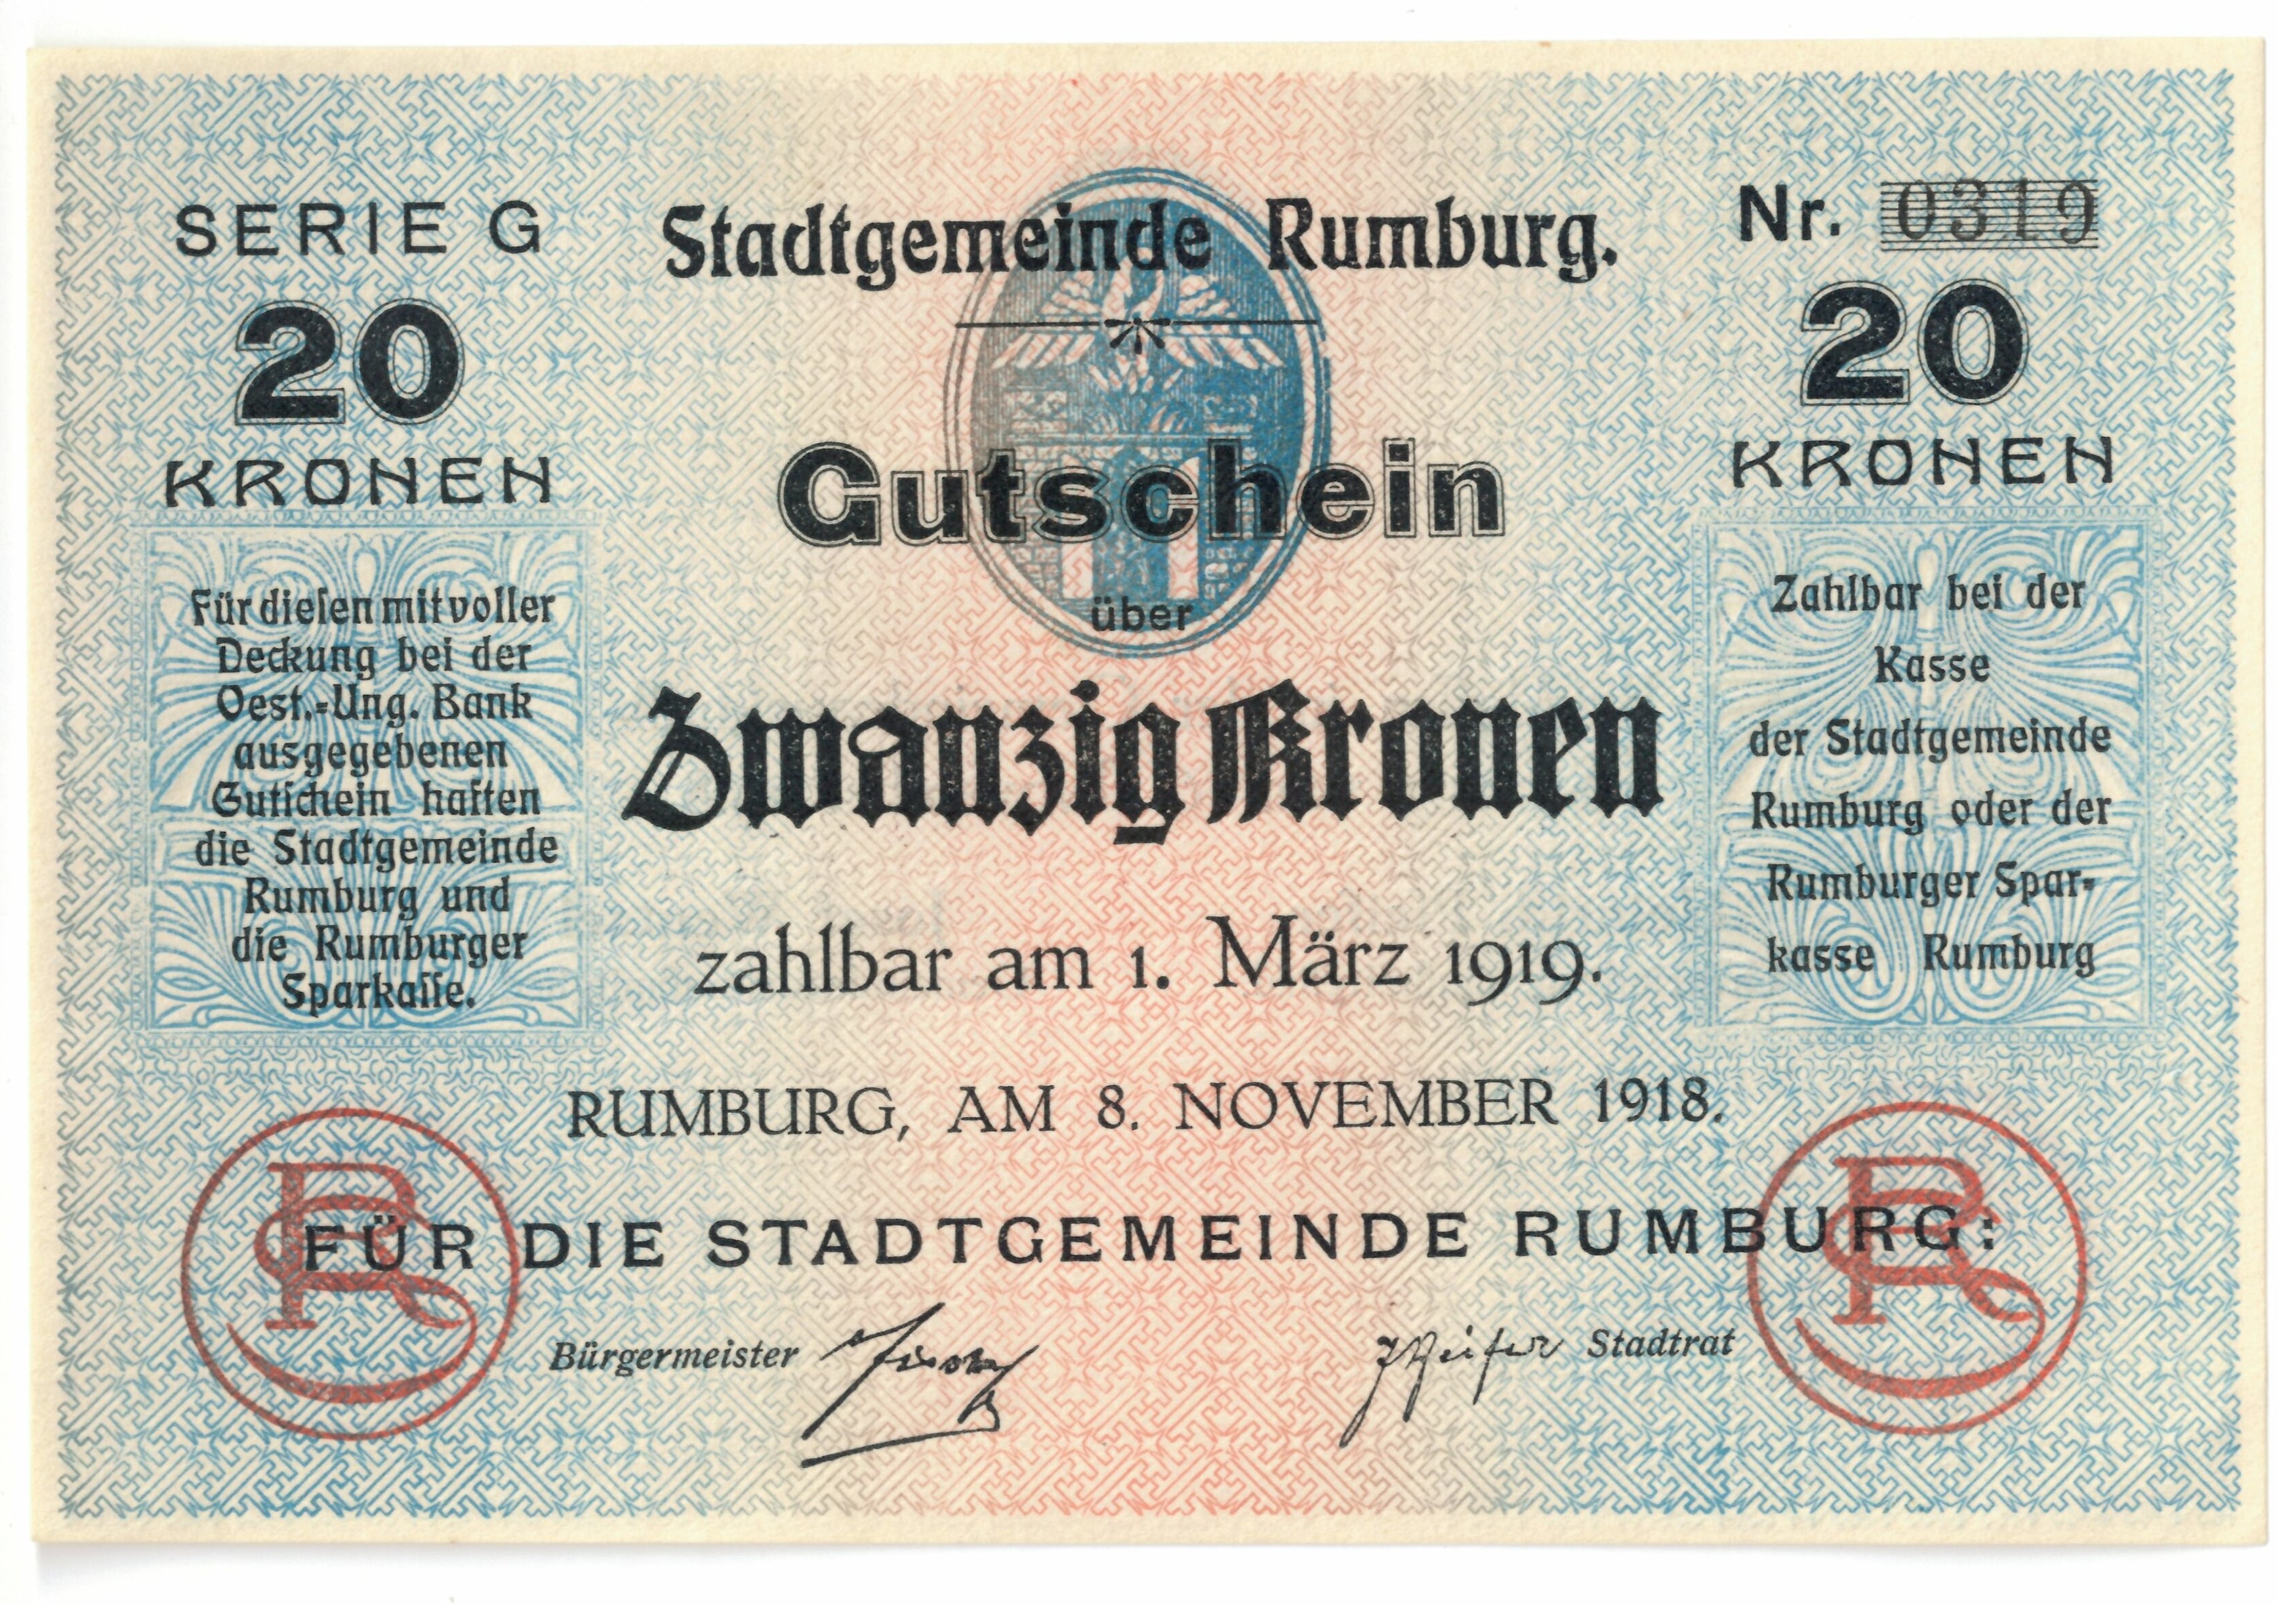 SERIE G
Stadtgemeinde Rumburg.
Nr. 0319
20
KRONEN
20
KRONEN
Gutschein
über
Zwanzig Kronen
zahlbar am 1. März 1919.
Für dieſen mit voller
Deckung bei der
Oest.-Ung. Bank
ausgegebenen
Gutſchein haften
die Stadtgemeinde
Rumburg und
die Rumburger
Sparkaſſe.
Zahlbar bei der
Kasse
der Stadtgemeinde
Rumburg oder der
Rumburger Spar-
kasse Rumburg
RUMBURG, AM 8. NOVEMBER 1918.
FÜR DIE STADTGEMEINDE RUMBURG:
Bürgermeister
Pfeifer Stadtrat